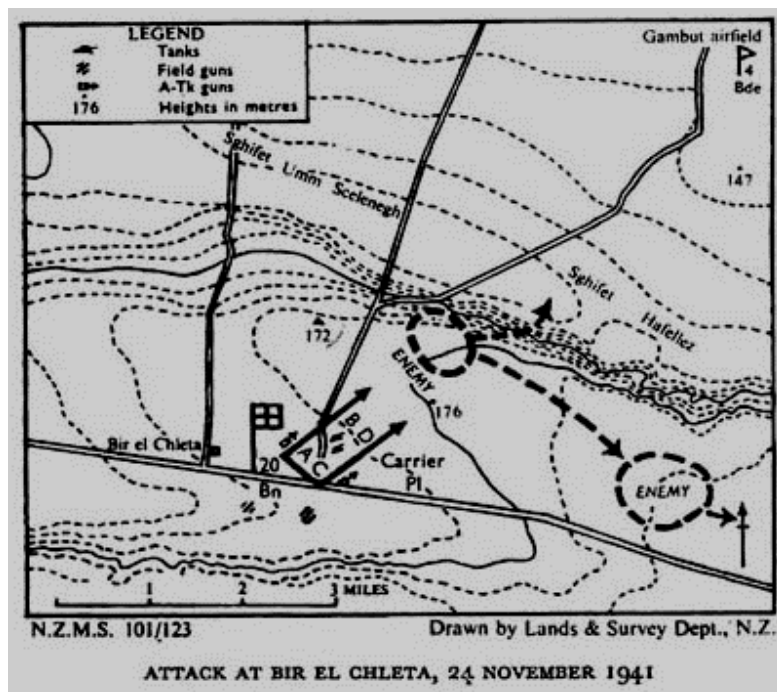 LEGEND
Tanks
Field guns
A-Tk guns
176 Heights in metres
Gambut airfield
4
Bde
147
Sghifet Umm Scelenegh
Sghifet Hafellez
172
ENEMY
176
B D
A C
Carrier
Pl
Bir el Chleta
20
Bn
ENEMY
1 2 3 MILES
N.Z.M.S. 101/123 Drawn by Lands & Survey Dept., N.Z.
ATTACK AT BIR EL CHLETA, 24 NOVEMBER 1941